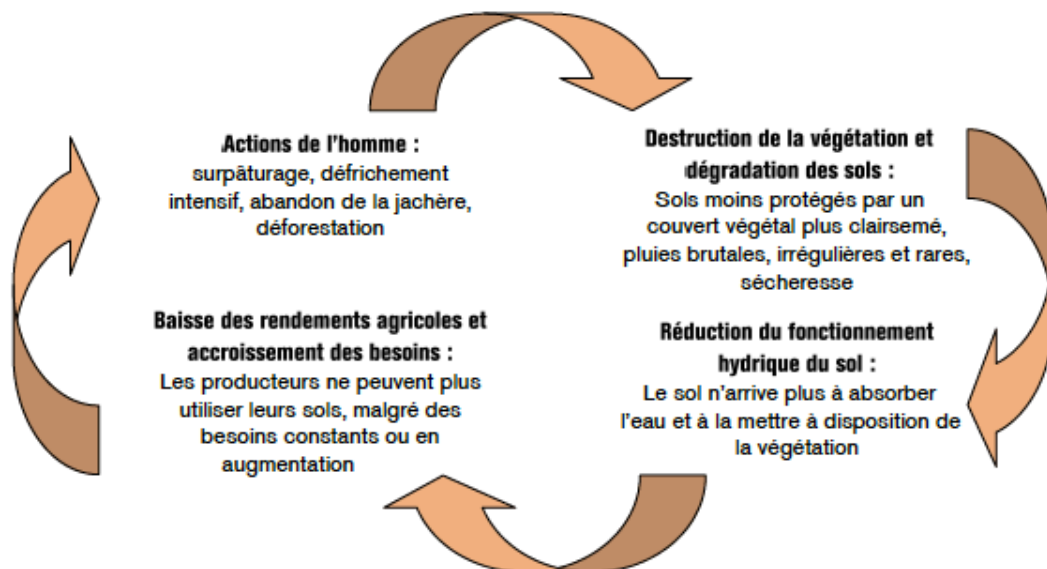 Actions de l'homme :
surpâturage, défrichement
intensif, abandon de la jachère,
déforestation
Destruction de la végétation et
dégradation des sols :
Sols moins protégés par un
couvert végétal plus clairsemé,
pluies brutales, irrégulières et rares,
sécheresse
Réduction du fonctionnement
hydrique du sol :
Le sol n'arrive plus à absorber
l'eau et à la mettre à disposition de
la végétation
Baisse des rendements agricoles et
accroissement des besoins :
Les producteurs ne peuvent plus
utiliser leurs sols, malgré des
besoins constants ou en
augmentation